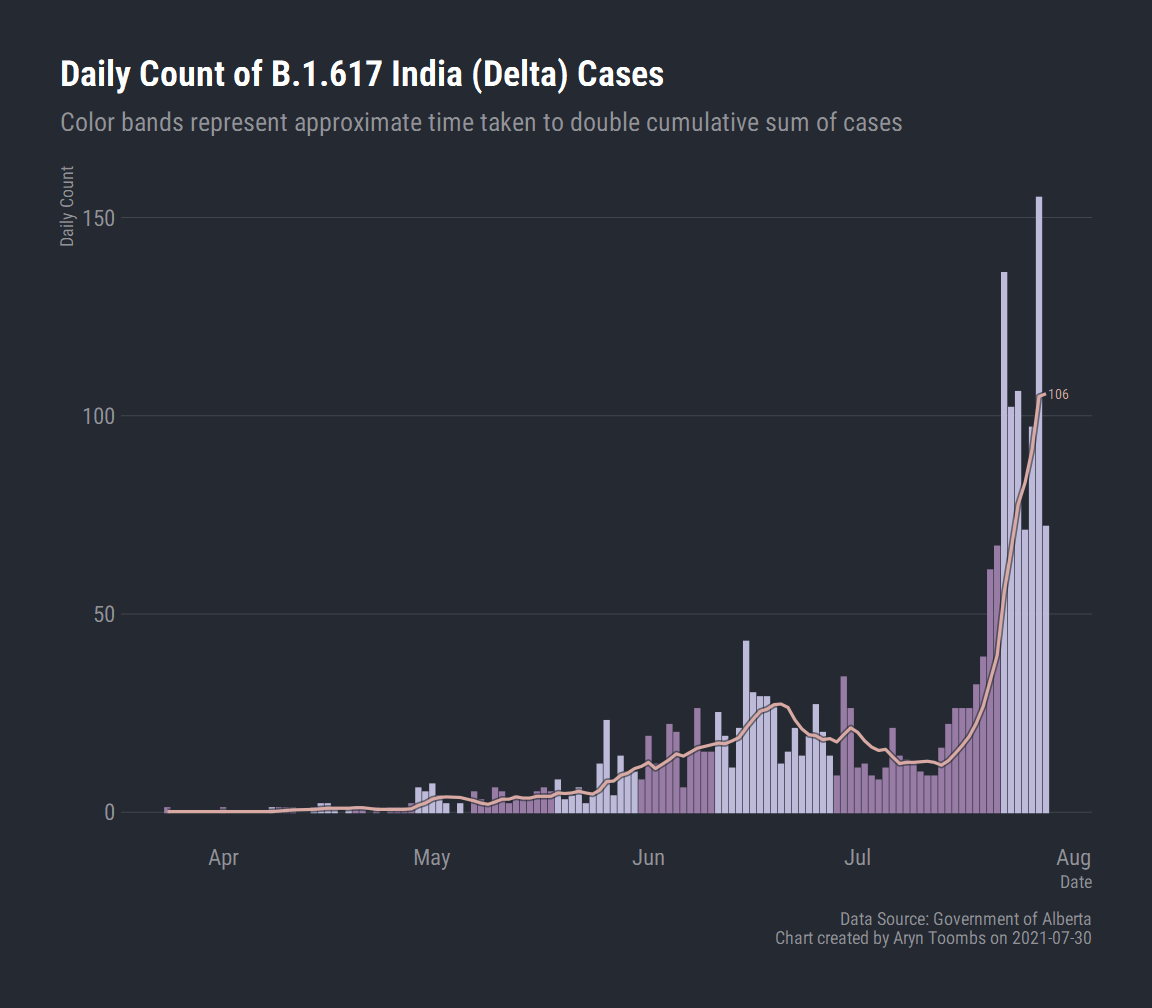 Daily Count of B.1.617 India (Delta) Cases
Color bands represent approximate time taken to double cumulative sum of cases
Daily Count
150
100
106
50
0
Apr May Jun Jul Aug
Date
Data Source: Government of Alberta
Chart created by Aryn Toombs on 2021-07-30